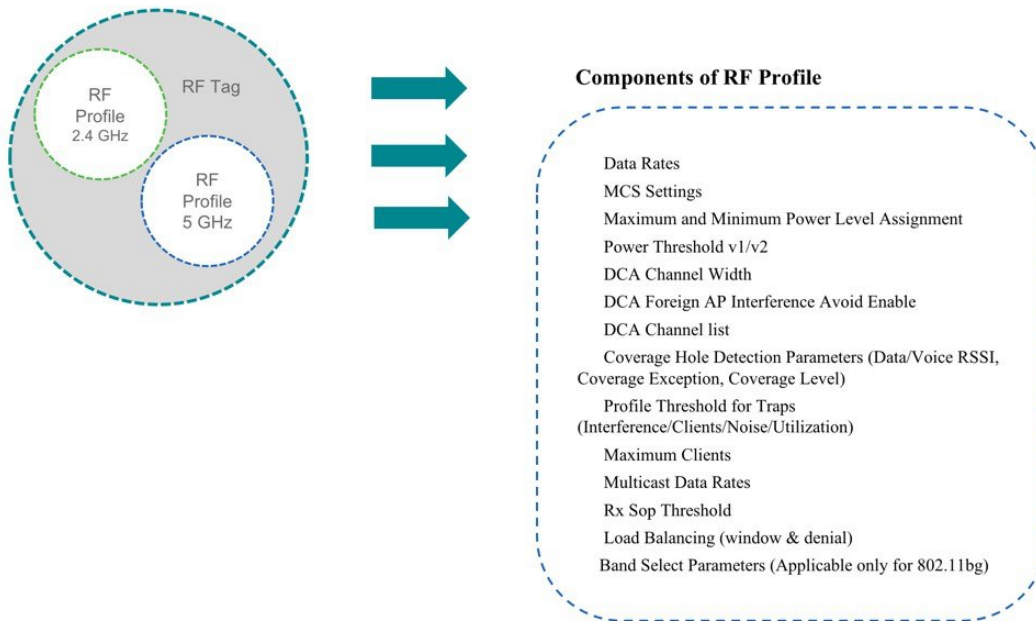 RF
Profile
2.4 GHz
RF Tag
RF
Profile
5 GHz
Components of RF Profile
Data Rates
MCS Settings
Maximum and Minimum Power Level Assignment
Power Threshold v1/v2
DCA Channel Width
DCA Foreign AP Interference Avoid Enable
DCA Channel list
Coverage Hole Detection Parameters (Data/Voice RSSI,
Coverage Exception, Coverage Level)
Profile Threshold for Traps
(Interference/Clients/Noise/Utilization)
Maximum Clients
Multicast Data Rates
Rx Sop Threshold
Load Balancing (window & denial)
Band Select Parameters (Applicable only for 802.11bg)